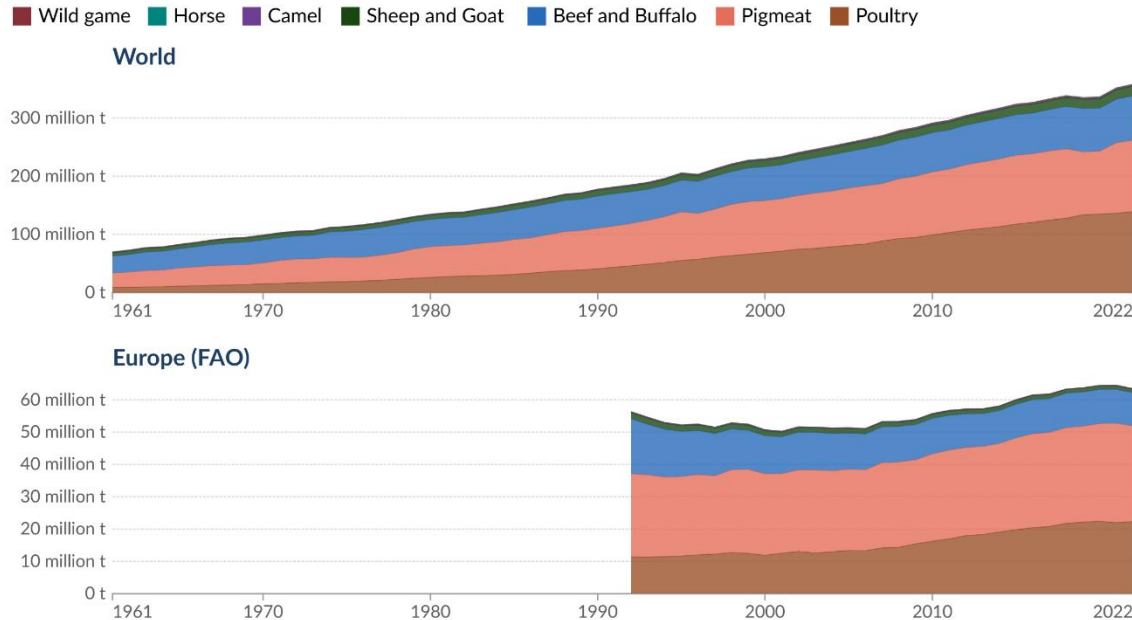 Wild game Horse Camel Sheep and Goat Beef and Buffalo Pigmeat Poultry
World
300 million t
200 million t
100 million t
0 t
1961 1970 1980 1990 2000 2010 2022
Europe (FAO)
60 million t
50 million t
40 million t
30 million t
20 million t
10 million t
0 t
1961 1970 1980 1990 2000 2010 2022